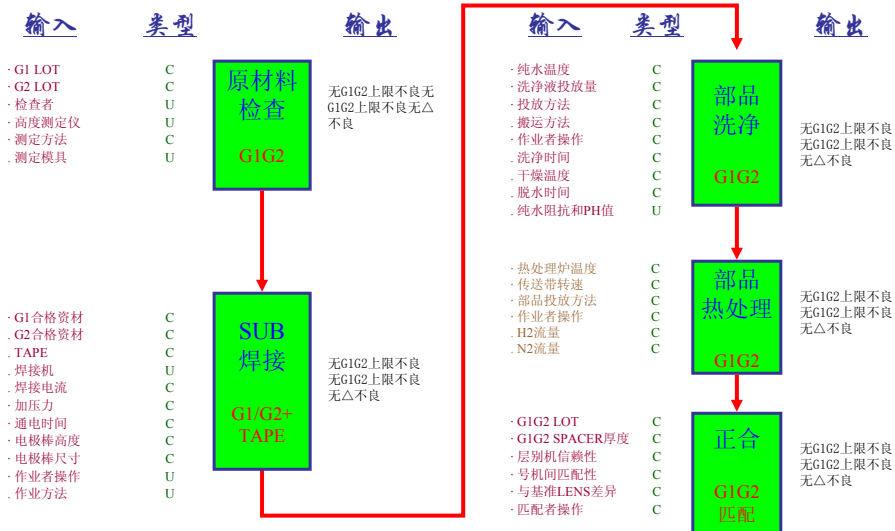 输入 类型 输出
· G1 LOT C
· G2 LOT C
· 检查者 U
· 高度测定仪 U
· 测定方法 C
. 测定模具 U
原材料
检查
G1G2
无G1G2上限不良无
G1G2上限不良无△
不良
· G1合格资材 C
. G2合格资材 C
. TAPE C
. 焊接机 U
. 焊接电流 C
· 加压力 C
· 通电时间 C
· 电极棒高度 C
· 电极棒尺寸 C
· 作业者操作 U
. 作业方法 U
SUB
焊接
G1/G2+
TAPE
无G1G2上限不良
无G1G2上限不良
无△不良
输入 类型 输出
· 纯水温度 C
· 洗净液投放量 C
· 投放方法 C
. 搬运方法 C
· 作业者操作 C
. 洗净时间 C
. 干燥温度 C
. 脱水时间 C
. 纯水阻抗和PH值 U
部品
洗净
G1G2
无G1G2上限不良
无G1G2上限不良
无△不良
· 热处理炉温度 C
· 传送带转速 C
· 部品投放方法 C
· 作业者操作 C
. H2流量 C
. N2流量 C
部品
热处理
G1G2
无G1G2上限不良
无G1G2上限不良
无△不良
· G1G2 LOT C
· G1G2 SPACER厚度 C
· 层别机信赖性 C
· 号机间匹配性 C
· 与基准LENS差异 C
· 匹配者操作 C
正合
G1G2
匹配
无G1G2上限不良
无G1G2上限不良
无△不良